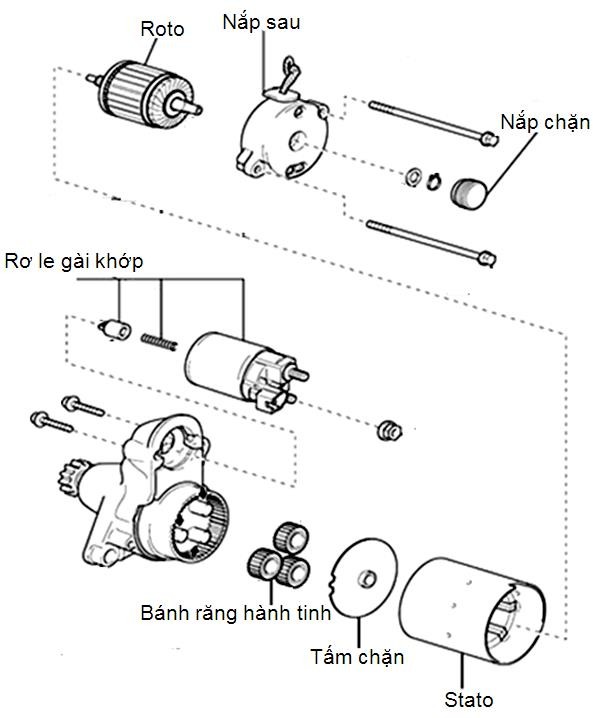 Roto
Nắp sau
Nắp chặn
Rơ le gài khớp
Bánh răng hành tinh
Tấm chặn
Stato